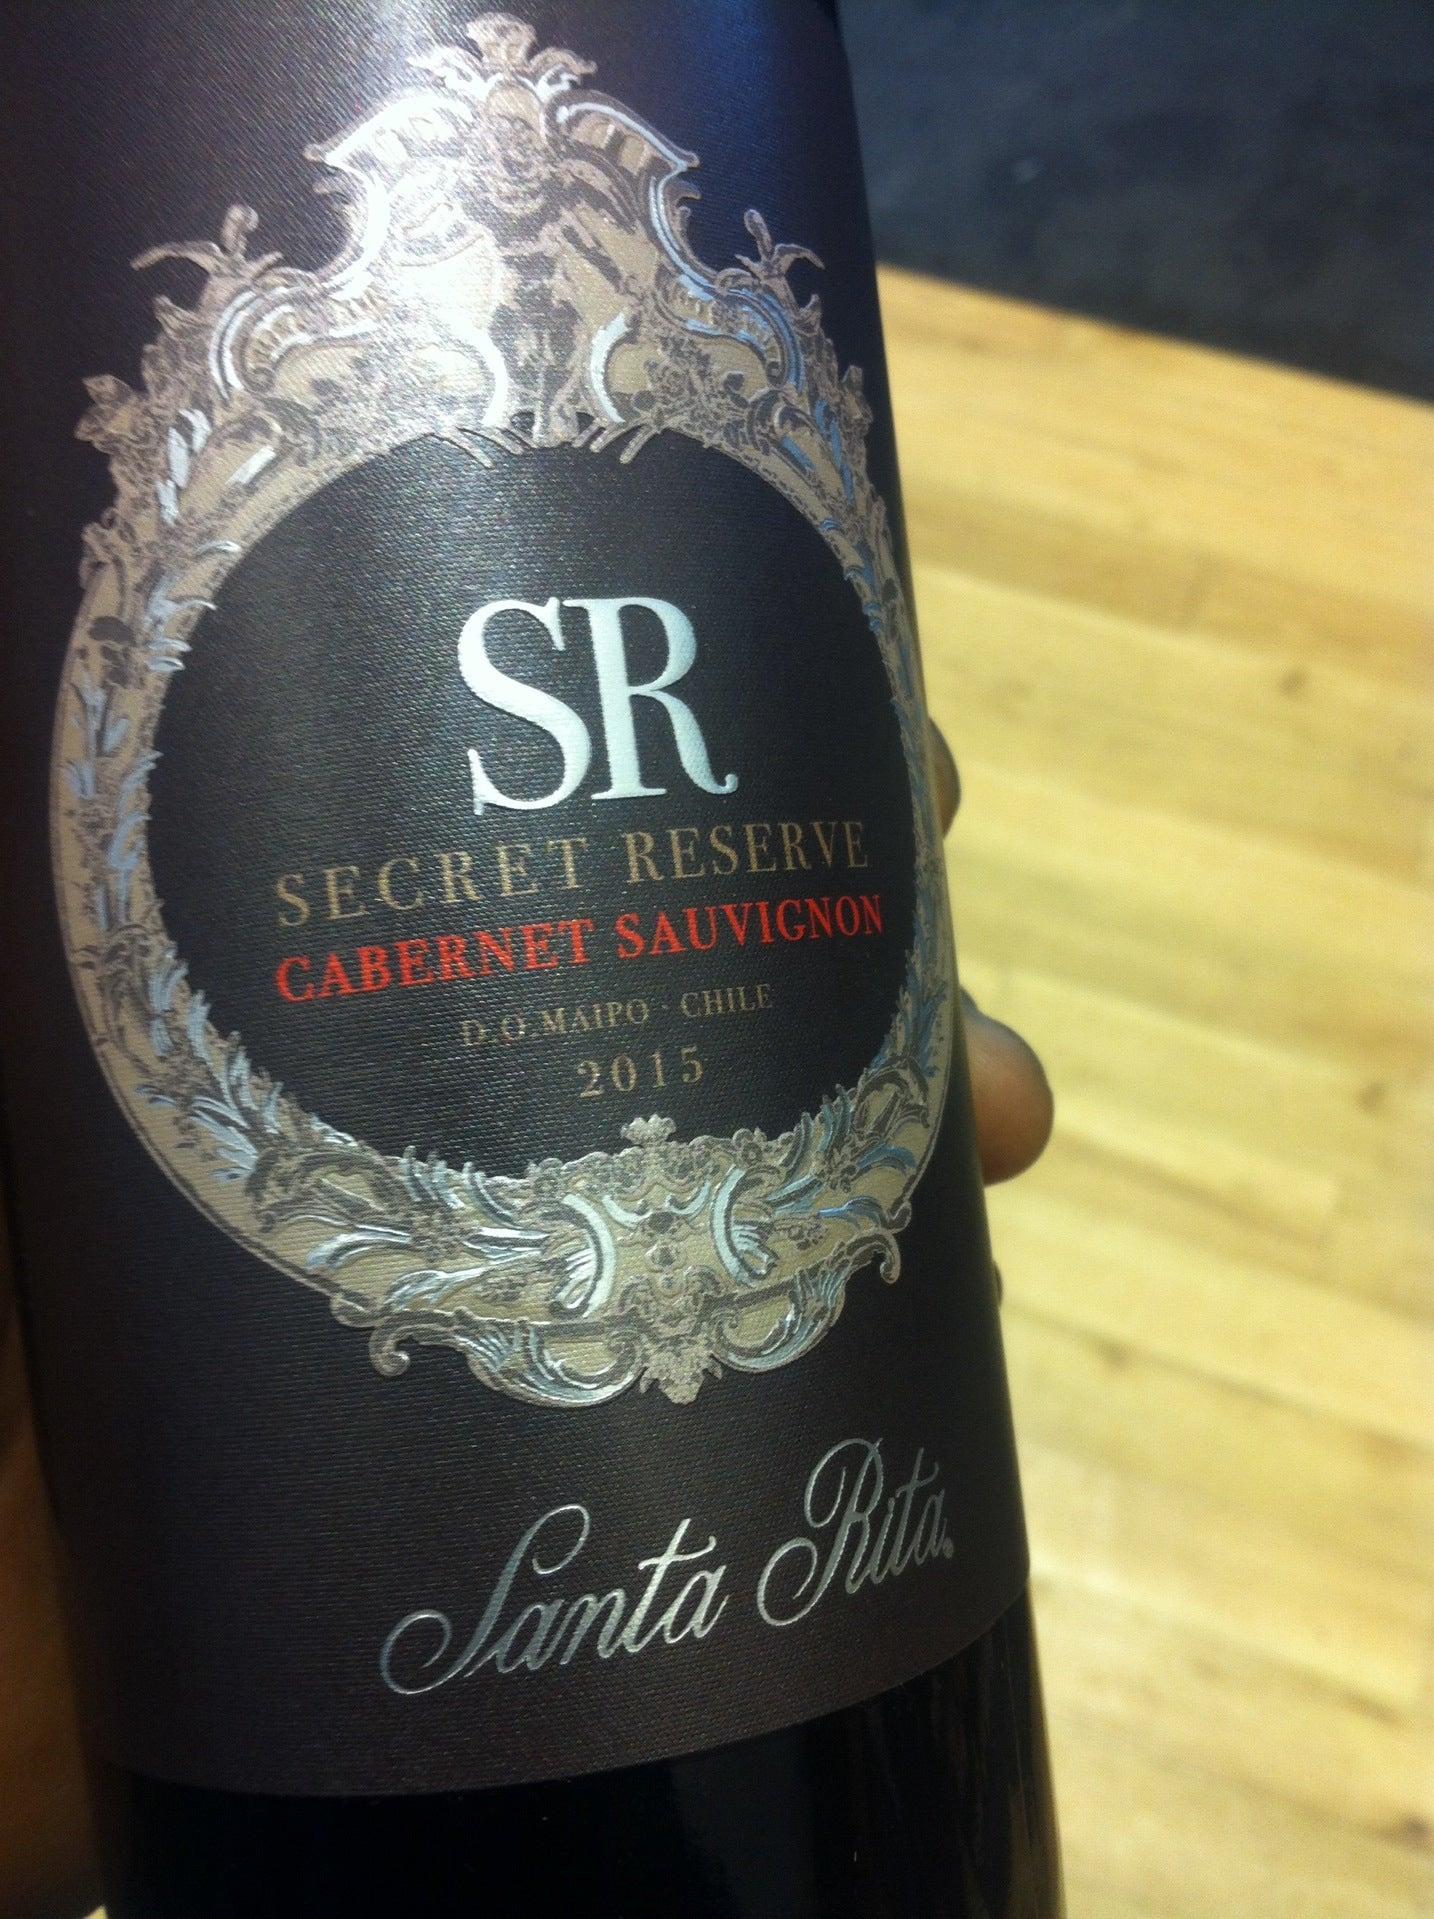 SR
SECRET RESERVE
CABERNET SAUVIGNON
D.O. MAIPO · CHILE
2015
Santa Rita®